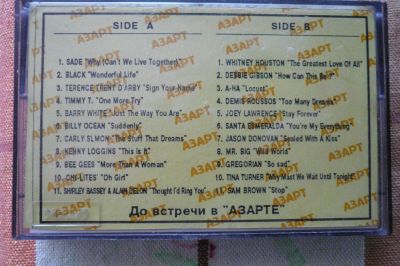 SIDE A
1. SADE "Why (Can't We Live Together)"
2. BLACK "Wonderful Life"
3. TERENCE TRENT D'ARBY "Sign Your Name"
4. TIMMY T. "One More Try"
5. BARRY WHITE "Just The Way You Are"
6. BILLY OCEAN "Suddenly"
7. CARLY SLMON "The Stuff That Dreams"
8. KENNY LOGGINS "This Is It"
9. BEE GEES "More Than A Woman"
10. CHI-LITES "Oh Girl"
11. SHIRLEY BASSEY & ALAIN DELON "Thought I'd Ring You"
SIDE B
1. WHITNEY HOUSTON "The Greatest Love Of All"
2. DEBBIE GIBSON "How Can This Be?"
3. A-HA "Locust"
4. DEMIS ROUSSOS "Too Many Dreams"
5. JOEY LAWRENCE "Stay Forever"
6. SANTA ESMERALDA "You're My Everything"
7. JASON DONOVAN "Sealed With A Kiss"
8. MR. BIG "Wild World"
9. GREGORIAN "So sad"
10. TINA TURNER "Why Mast We Wait Until Tonight"
11. SAM BROWN "Stop"
До встречи в "АЗАРТЕ"
АЗАРТ